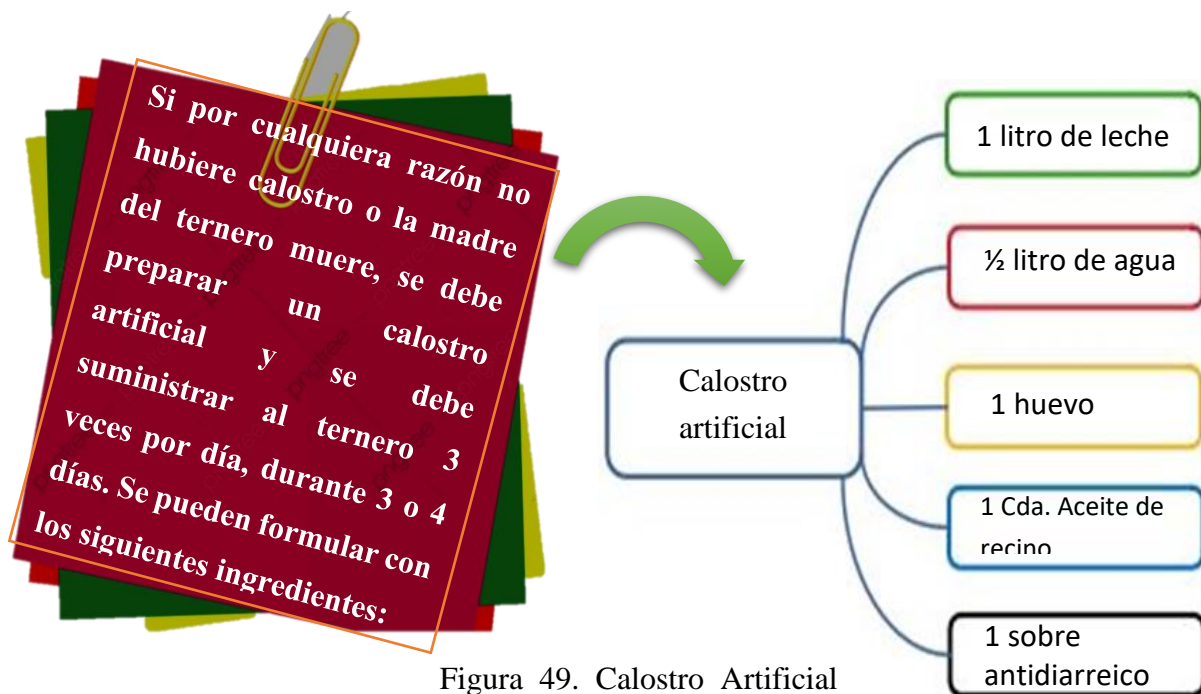 Si por cualquiera razón no
hubiere calostro o la madre
del ternero muere, se debe
preparar un calostro
artificial y se debe
suministrar al ternero 3
veces por día, durante 3 o 4
días. Se pueden formular con
los siguientes ingredientes:
Calostro
artificial
1 litro de leche
½ litro de agua
1 huevo
1 Cda. Aceite de
recino
1 sobre
antidiarreico
Figura 49. Calostro Artificial